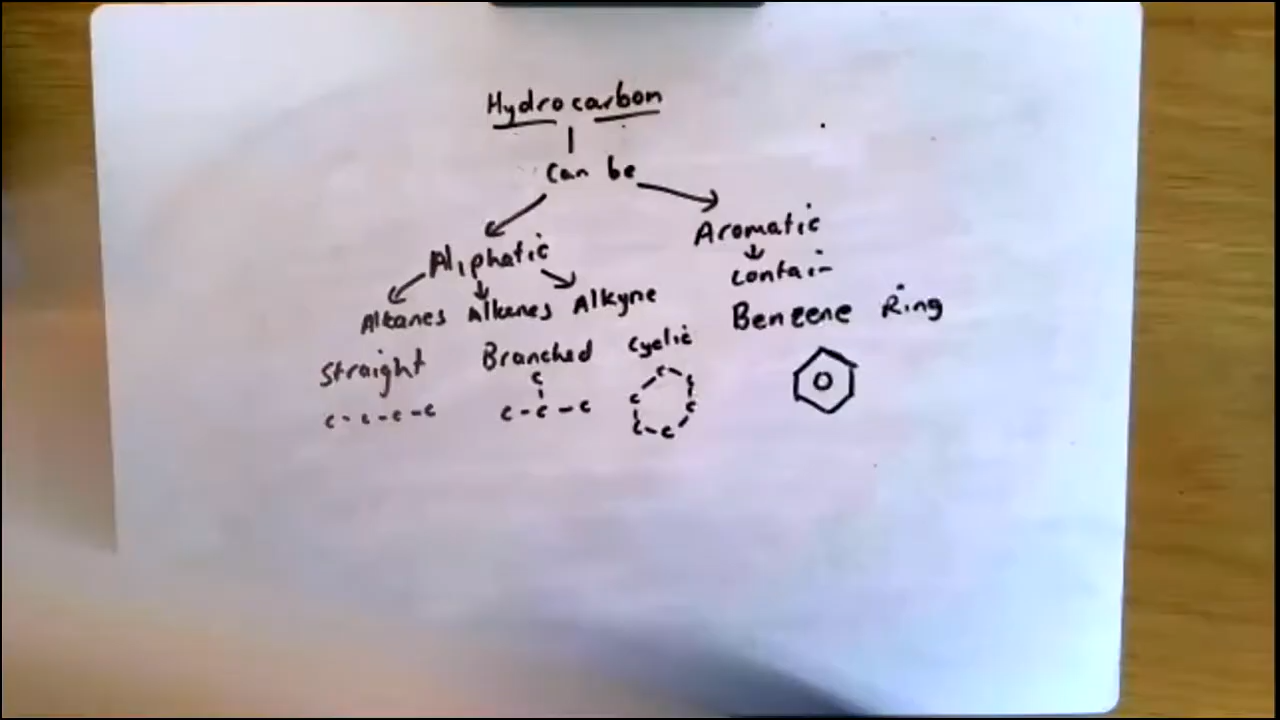 Hydrocarbon
can be
Aliphatic
Aromatic
contain
Alkanes Alkenes Alkyne
Benzene Ring
Straight
Branched
Cyclic
c
c - c - c - c
c - c - c
c c
c c
c - c